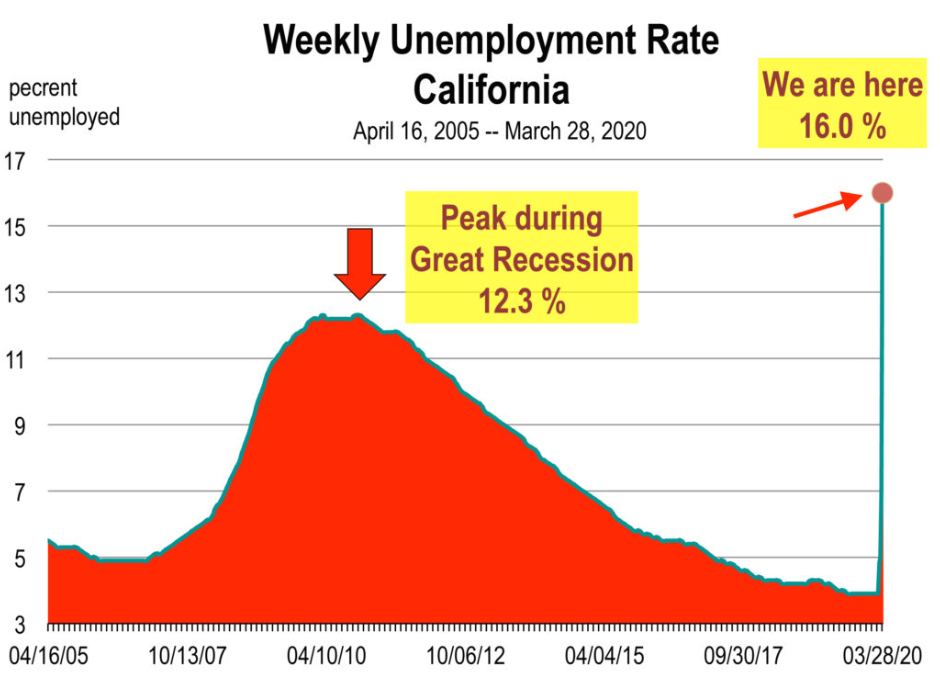 Weekly Unemployment Rate
California
April 16, 2005 -- March 28, 2020
pecrent
unemployed
We are here
16.0 %
Peak during
Great Recession
12.3 %
17
15
13
11
9
7
5
3
04/16/05 10/13/07 04/10/10 10/06/12 04/04/15 09/30/17 03/28/20